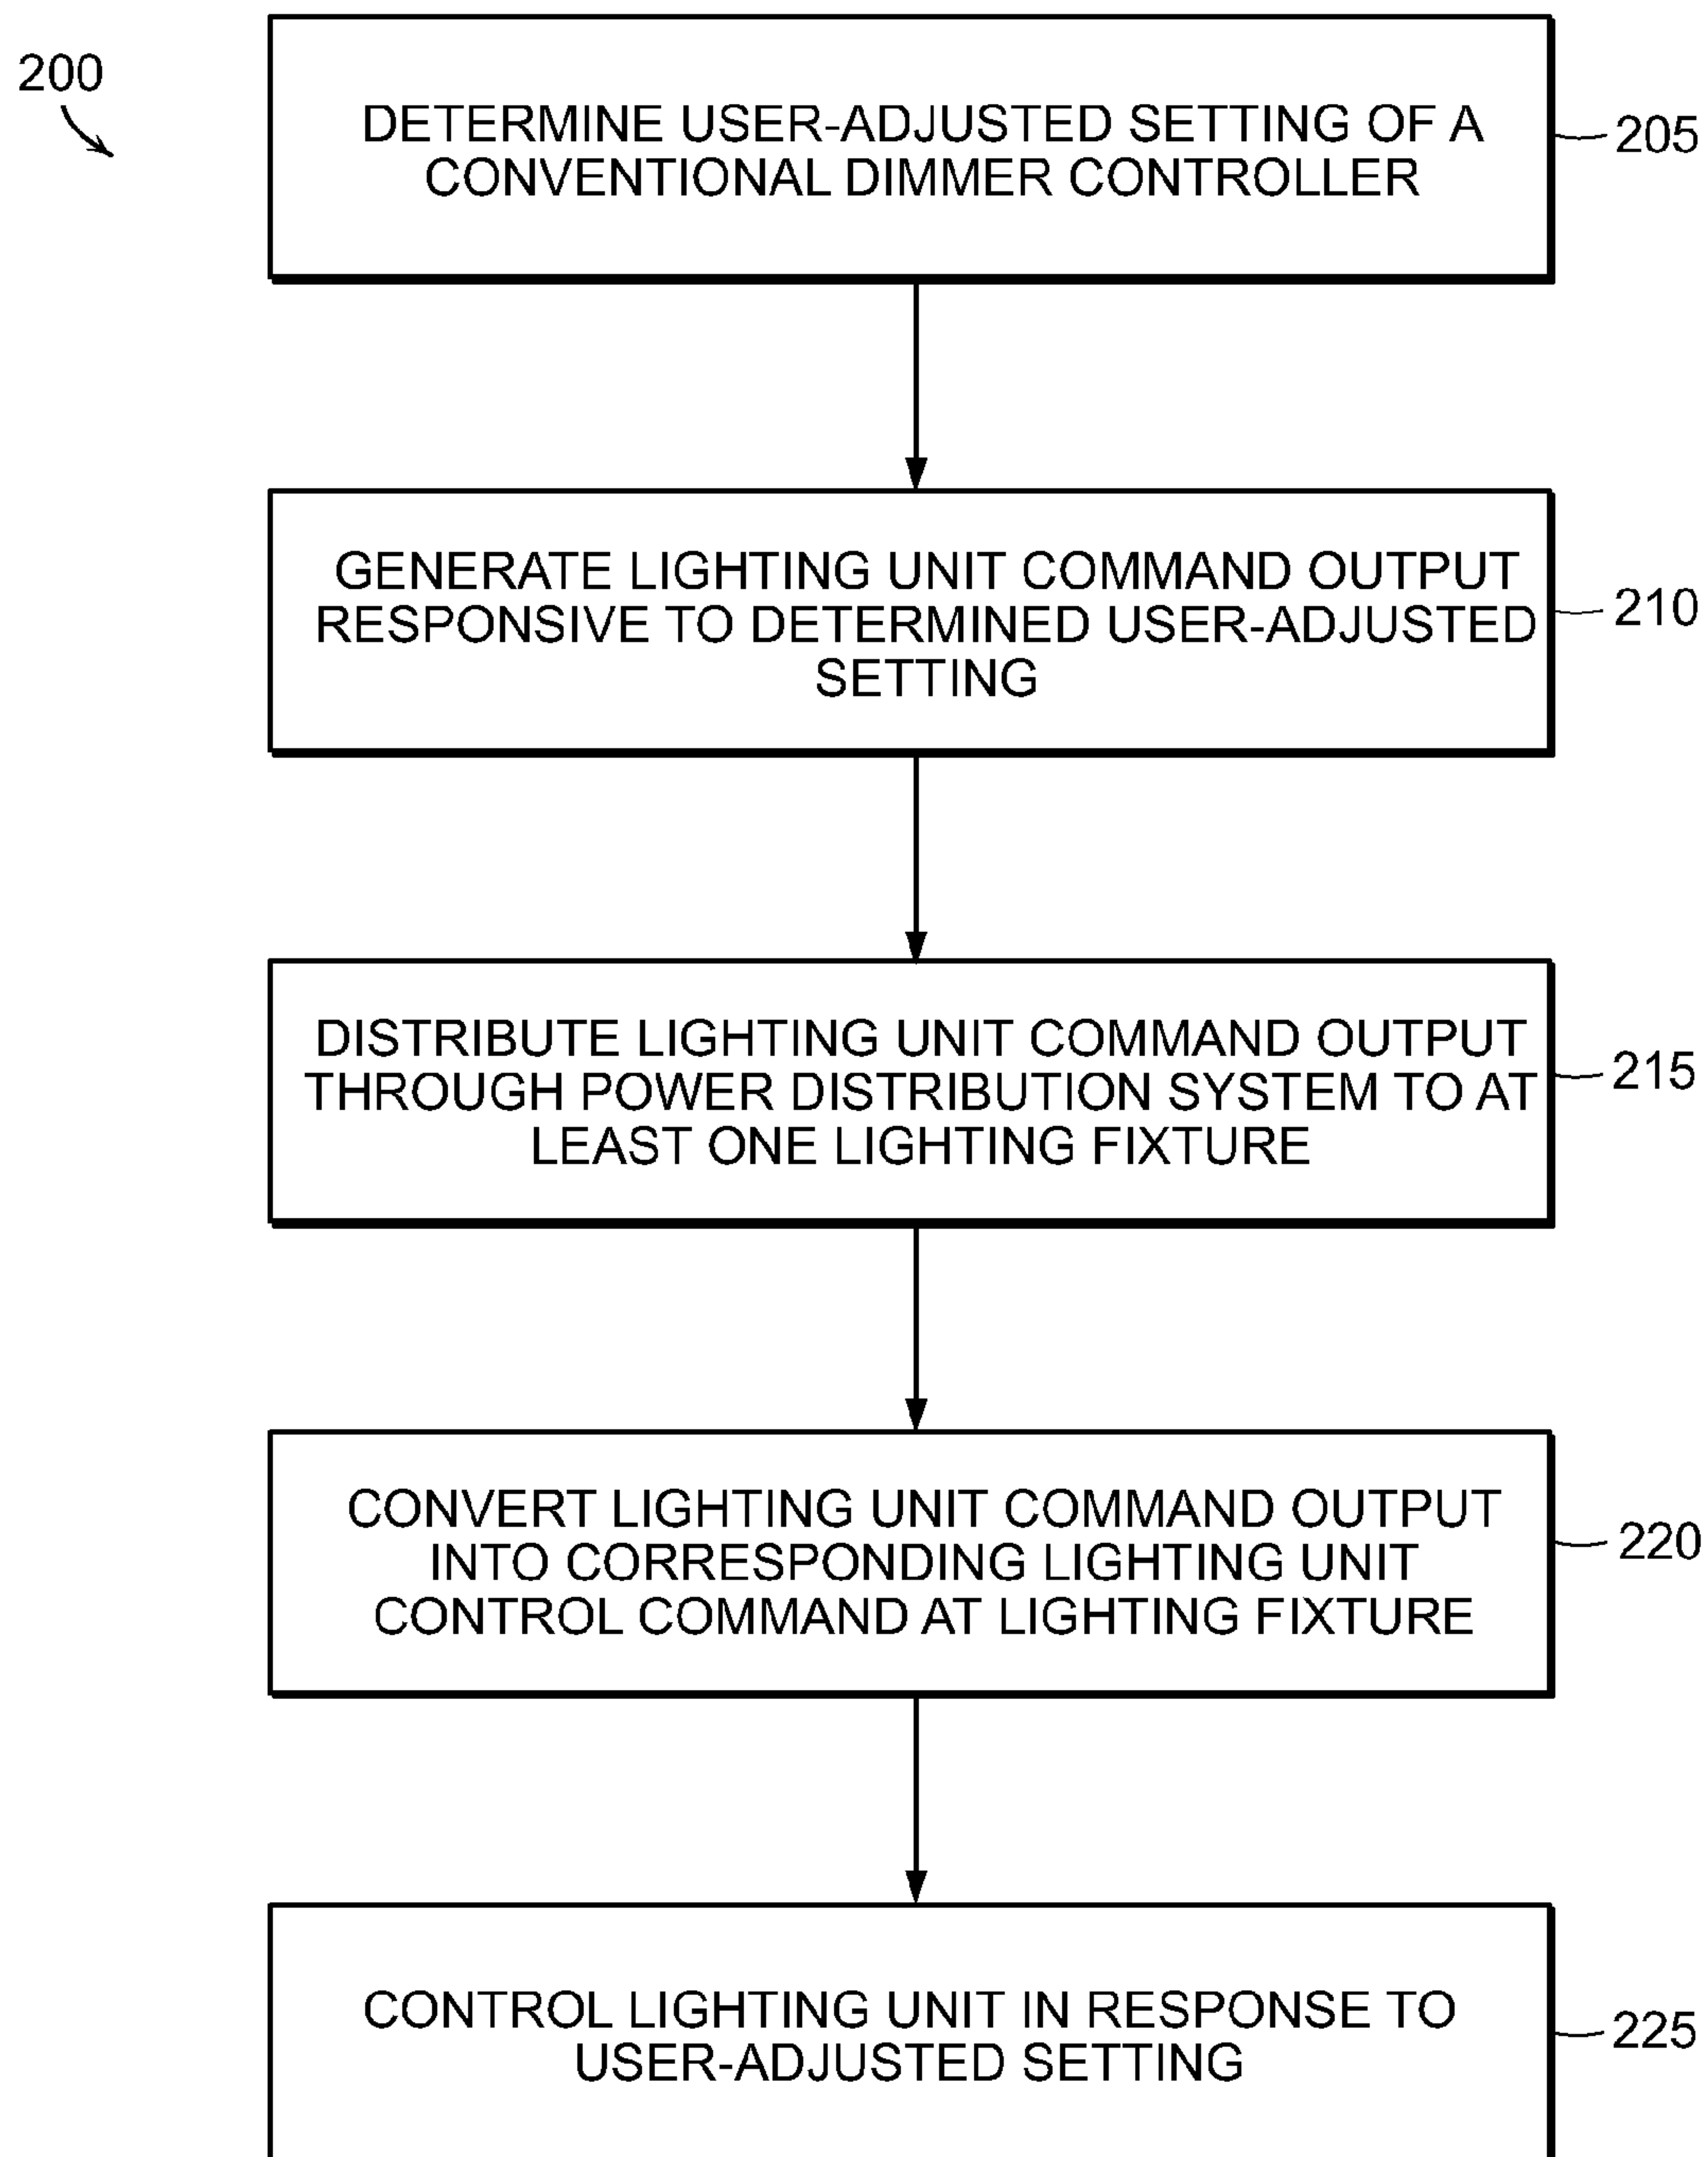 200
DETERMINE USER-ADJUSTED SETTING OF A
CONVENTIONAL DIMMER CONTROLLER
205
GENERATE LIGHTING UNIT COMMAND OUTPUT
RESPONSIVE TO DETERMINED USER-ADJUSTED
SETTING
210
DISTRIBUTE LIGHTING UNIT COMMAND OUTPUT
THROUGH POWER DISTRIBUTION SYSTEM TO AT
LEAST ONE LIGHTING FIXTURE
215
CONVERT LIGHTING UNIT COMMAND OUTPUT
INTO CORRESPONDING LIGHTING UNIT
CONTROL COMMAND AT LIGHTING FIXTURE
220
CONTROL LIGHTING UNIT IN RESPONSE TO
USER-ADJUSTED SETTING
225